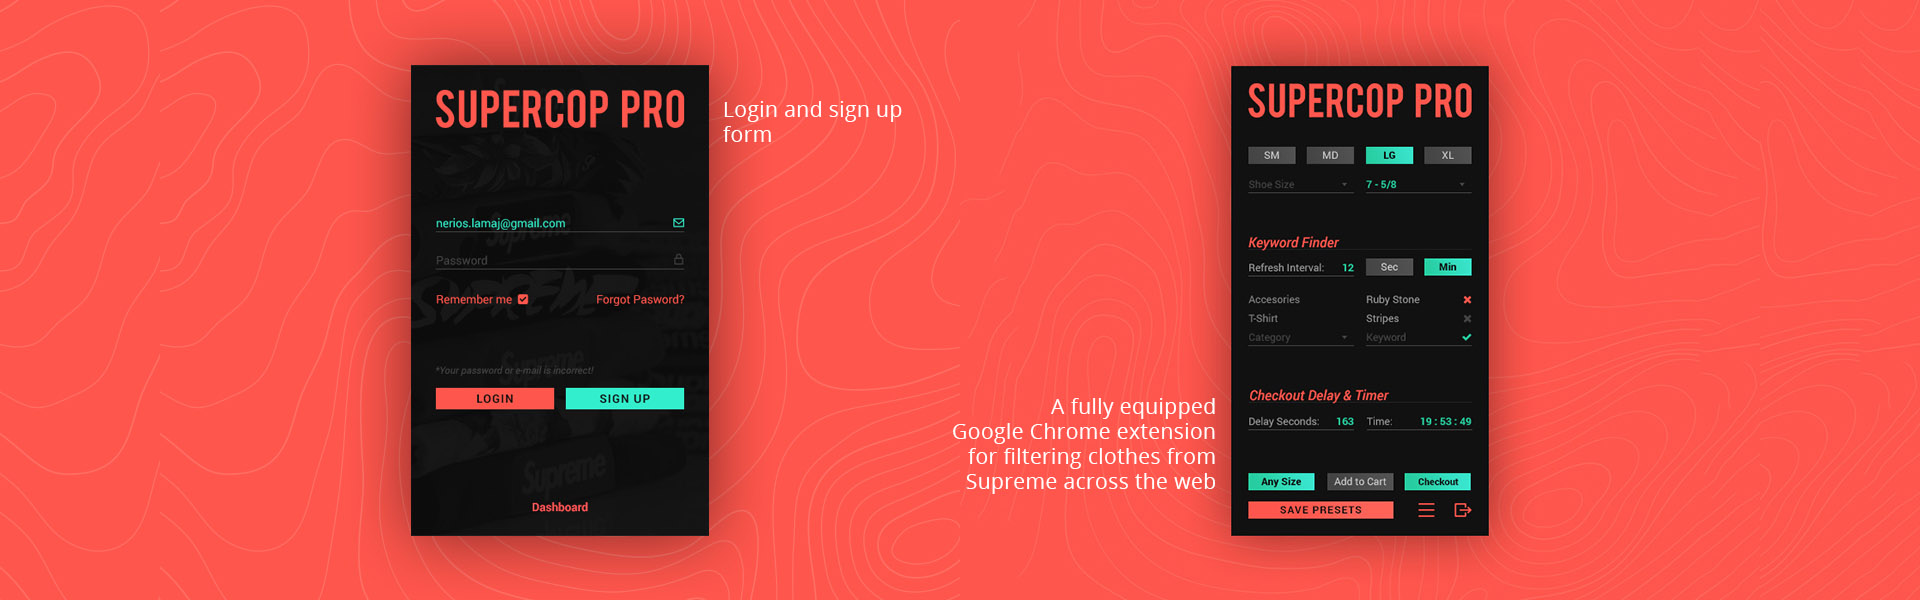 SUPERCOP PRO
Login and sign up
form
nerios.lamaj@gmail.com
Supreme
Password
Remember me
Forgot Pasword?
SUPREME
Supreme
*Your password or e-mail is incorrect!
LOGIN
SIGN UP
Supreme
Dashboard
A fully equipped
Google Chrome extension
for filtering clothes from
Supreme across the web
SUPERCOP PRO
SM MD LG XL
Shoe Size 7 - 5/8
Keyword Finder
Refresh Interval: 12 Sec Min
Accesories Ruby Stone
T-Shirt Stripes
Category Keyword
Checkout Delay & Timer
Delay Seconds: 163 Time: 19 : 53 : 49
Any Size Add to Cart Checkout
SAVE PRESETS